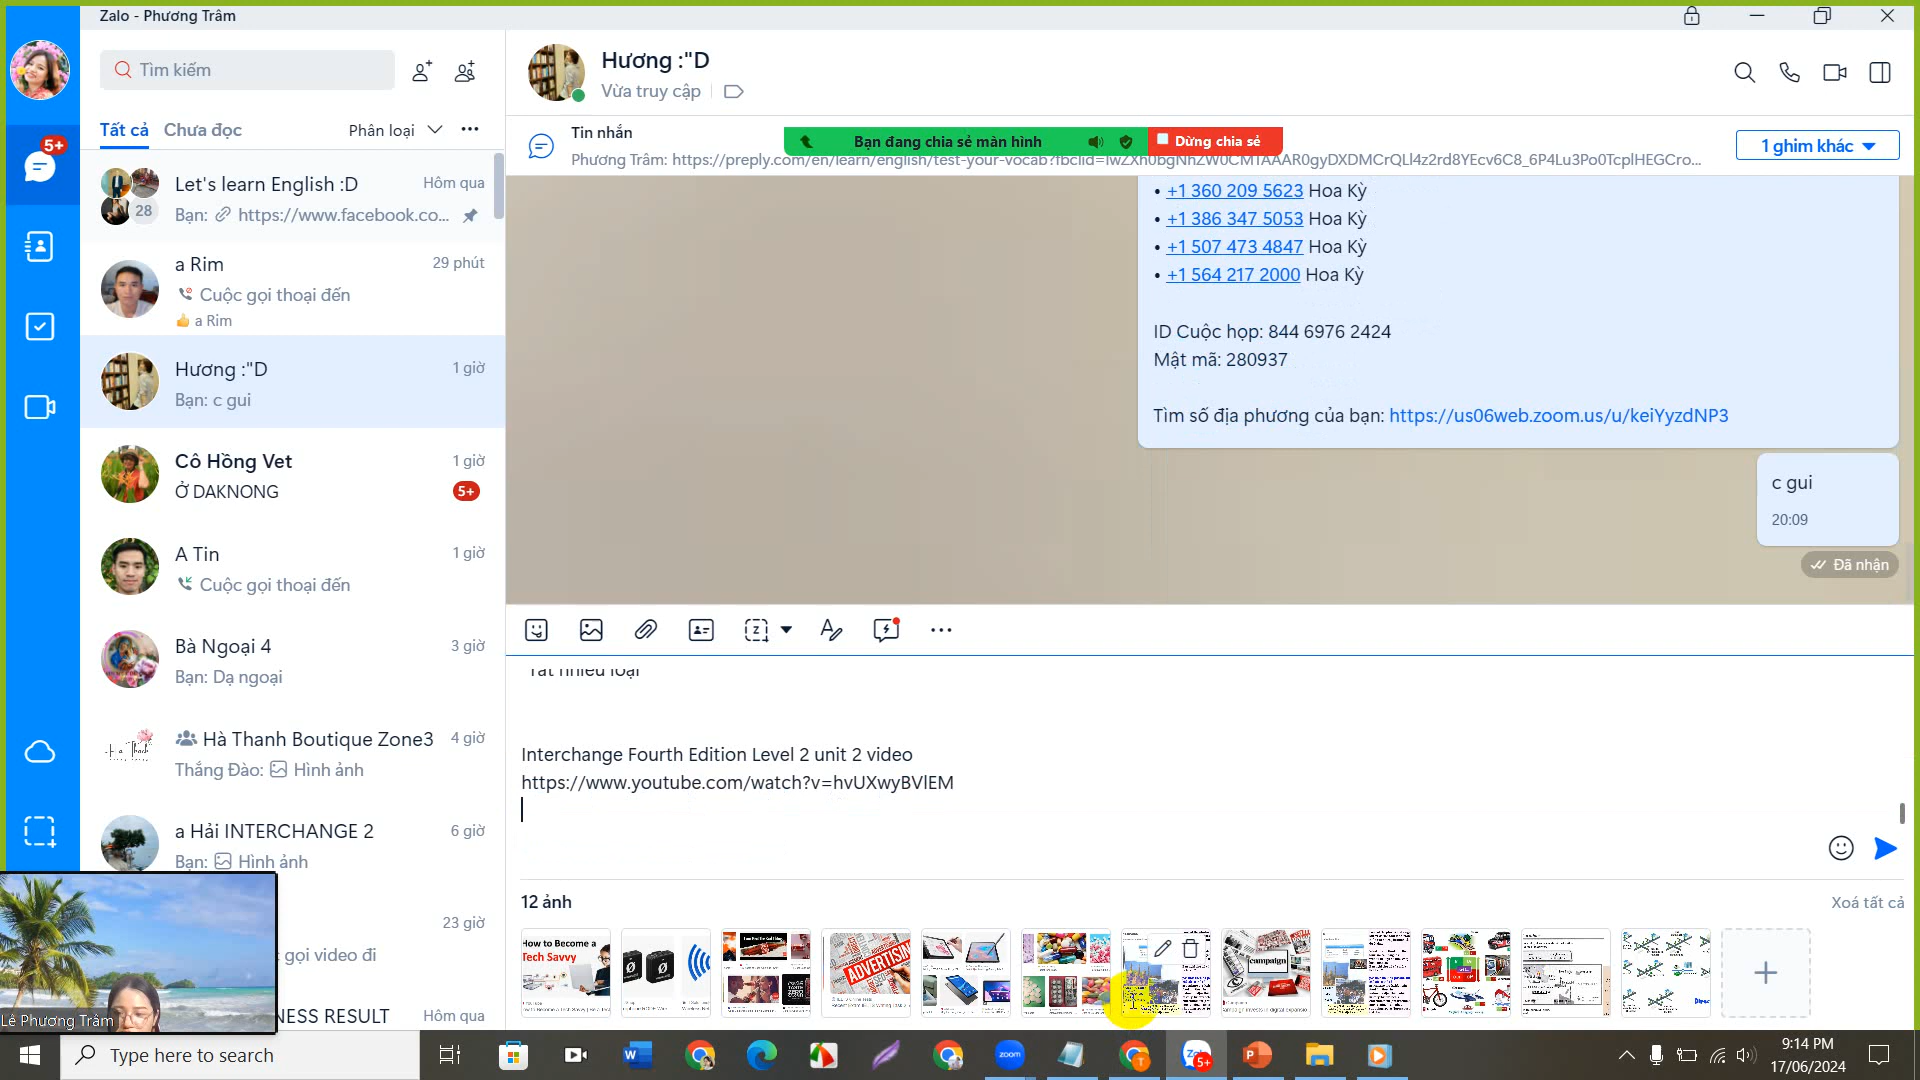 Zalo - Phương Trâm
Tìm kiếm
Tất cả
Chưa đọc
Phân loại
5+
Let's learn English :D
Hôm qua
28
Bạn: https://www.facebook.co...
a Rim
29 phút
Cuộc gọi thoại đến
a Rim
Hương :"D
1 giờ
Bạn: c gui
Cô Hồng Vet
1 giờ
Ở DAKNONG
5+
A Tin
1 giờ
Cuộc gọi thoại đến
Bà Ngoại 4
3 giờ
Bạn: Dạ ngoại
Hà Thanh Boutique Zone3
4 giờ
Thắng Đào: Hình ảnh
a Hải INTERCHANGE 2
6 giờ
Bạn: Hình ảnh
23 giờ
gọi video đi
NESS RESULT
Hôm qua
Lê Phương Trâm
Hương :"D
Vừa truy cập
Tin nhắn
Phương Trâm: https://preply.com/en/learn/english/test-your-vocab?fbclid=IwZXh0bgNhZW0CMTAAAR0gyDXDMCrQLl4z2rd8YEcv6C8_6P4Lu3Po0TcplHEGCro...
Bạn đang chia sẻ màn hình
Dừng chia sẻ
1 ghim khác
• +1 360 209 5623 Hoa Kỳ
• +1 386 347 5053 Hoa Kỳ
• +1 507 473 4847 Hoa Kỳ
• +1 564 217 2000 Hoa Kỳ
ID Cuộc họp: 844 6976 2424
Mật mã: 280937
Tìm số địa phương của bạn: https://us06web.zoom.us/u/keiYyzdNP3
c gui
20:09
Đã nhận
Interchange Fourth Edition Level 2 unit 2 video
https://www.youtube.com/watch?v=hvUXwyBVlEM
12 ảnh
Xoá tất cả
How to Become a
Tech Savvy
ADVERTISING
campaign
Type here to search
zoom
5+
9:14 PM
17/06/2024